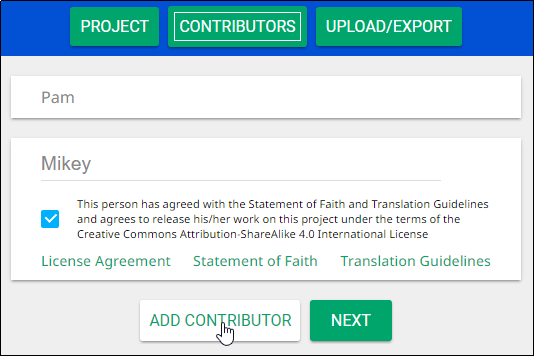 PROJECT CONTRIBUTORS UPLOAD/EXPORT
Pam
Mikey
This person has agreed with the Statement of Faith and Translation Guidelines
and agrees to release his/her work on this project under the terms of the
Creative Commons Attribution-ShareAlike 4.0 International License
License Agreement Statement of Faith Translation Guidelines
ADD CONTRIBUTOR NEXT